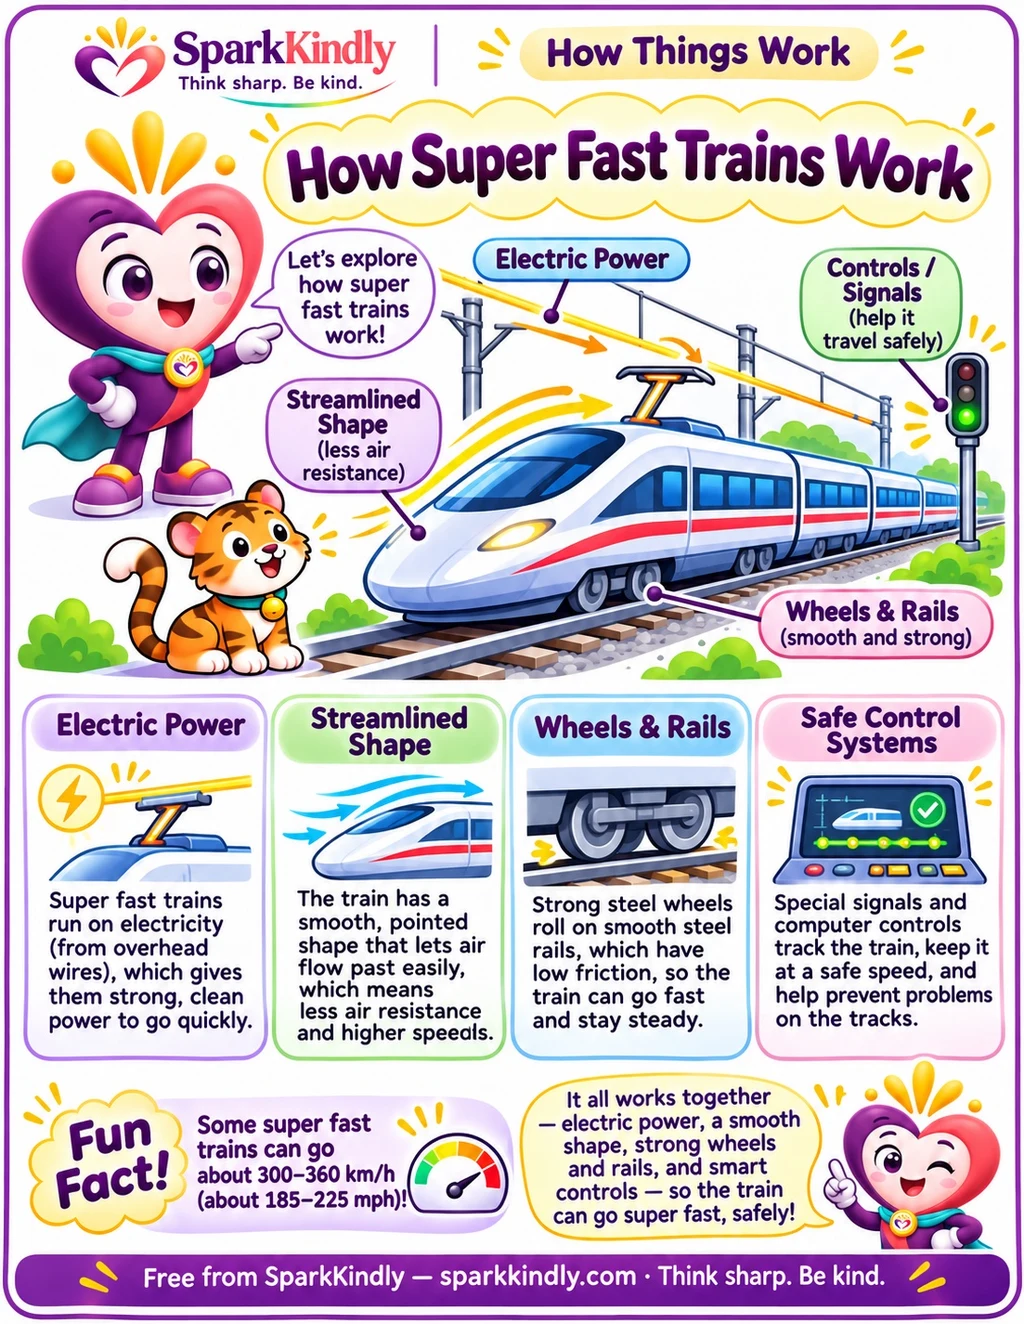 SparkKindly
Think sharp. Be kind.
How Things Work
How Super Fast Trains Work
Let's explore
how super
fast trains
work!
Electric Power
Controls /
Signals
(help it
travel safely)
Streamlined
Shape
(less air
resistance)
Wheels & Rails
(smooth and strong)
Electric Power
Super fast trains
run on electricity
(from overhead
wires), which gives
them strong, clean
power to go quickly.
Streamlined
Shape
The train has a
smooth, pointed
shape that lets air
flow past easily,
which means
less air resistance
and higher speeds.
Wheels & Rails
Strong steel wheels
roll on smooth steel
rails, which have
low friction, so the
train can go fast
and stay steady.
Safe Control
Systems
Special signals and
computer controls
track the train, keep it
at a safe speed, and
help prevent problems
on the tracks.
Fun
Fact!
Some super fast
trains can go
about 300–360 km/h
(about 185–225 mph)!
It all works together
— electric power, a smooth
shape, strong wheels
and rails, and smart
controls — so the train
can go super fast, safely!
Free from SparkKindly — sparkkindly.com · Think sharp. Be kind.